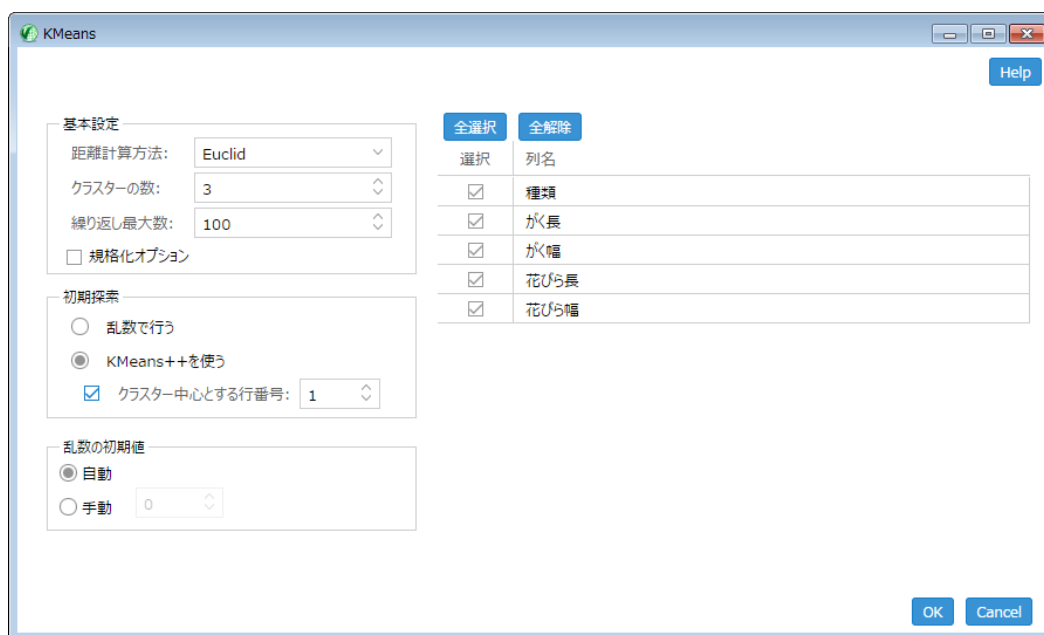 KMeans
Help
基本設定
距離計算方法: Euclid
クラスターの数: 3
繰り返し最大数: 100
規格化オプション
初期探索
乱数で行う
KMeans++を使う
クラスター中心とする行番号: 1
乱数の初期値
自動
手動 0
全選択 全解除
選択 列名
種類
がく長
がく幅
花びら長
花びら幅
OK Cancel